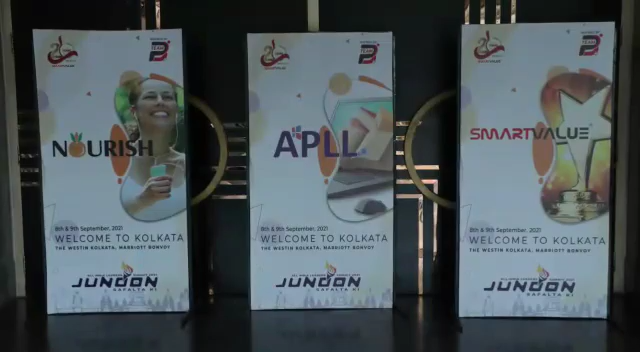 NOURISH
8th & 9th September, 2021
WELCOME TO KOLKATA
THE WESTIN KOLKATA, MARRIOTT BONVOY
JUNOON
SAFALTA KI
APLL
8th & 9th September, 2021
WELCOME TO KOLKATA
THE WESTIN KOLKATA, MARRIOTT BONVOY
JUNOON
SAFALTA KI
SMARTVALUE
8th & 9th September, 2021
WELCOME TO KOLKATA
THE WESTIN KOLKATA, MARRIOTT BONVOY
JUNOON
SAFALTA KI